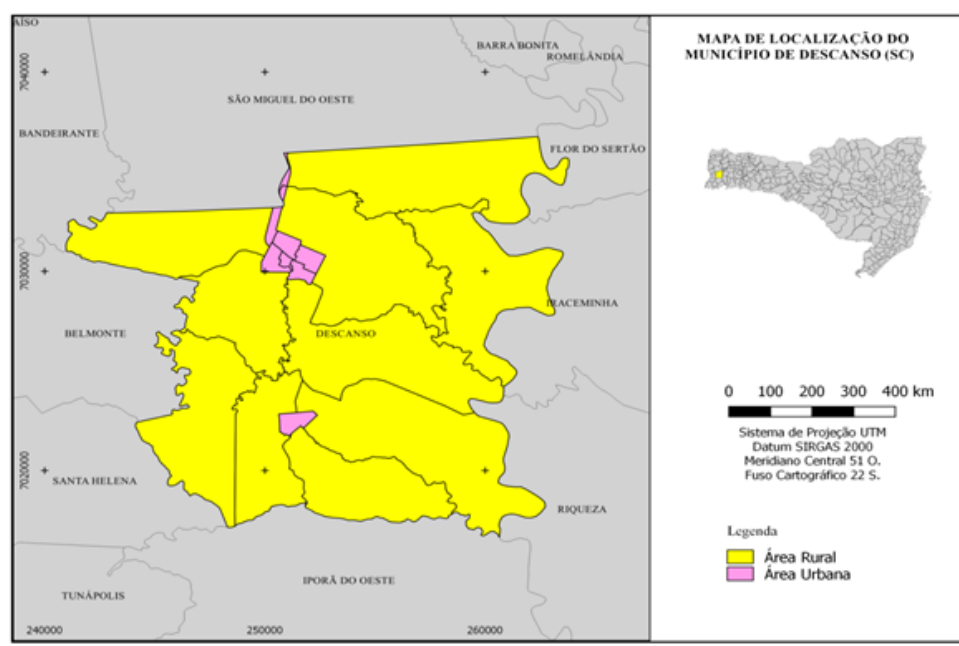 AÍSO
BARRA BONITA
ROMELÂNDIA
7040000
SÃO MIGUEL DO OESTE
BANDEIRANTE
FLOR DO SERTÃO
7030000
IRACEMINHA
BELMONTE
DESCANSO
7020000
SANTA HELENA
RIQUEZA
IPORÃ DO OESTE
TUNÁPOLIS
240000
250000
260000
MAPA DE LOCALIZAÇÃO DO
MUNICÍPIO DE DESCANSO (SC)
0 100 200 300 400 km
Sistema de Projeção UTM
Datum SIRGAS 2000
Meridiano Central 51 O.
Fuso Cartográfico 22 S.
Legenda
Área Rural
Área Urbana